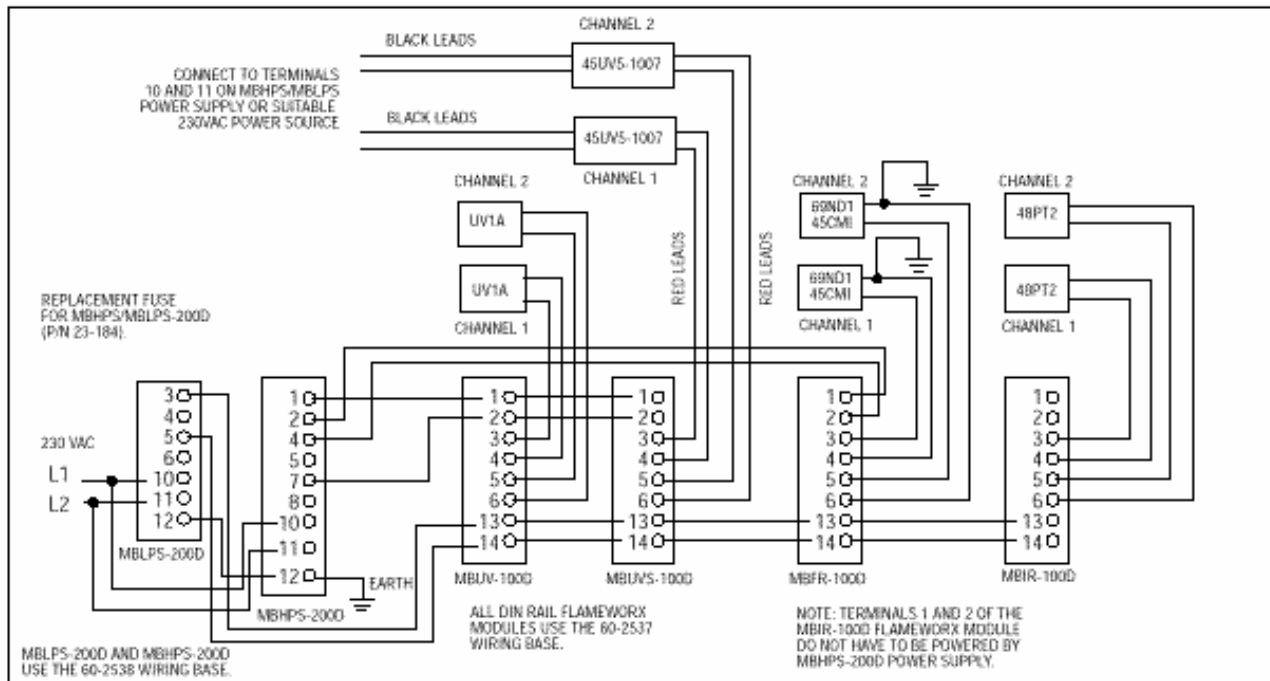 CHANNEL 2
BLACK LEADS
45UV5-1007
CONNECT TO TERMINALS
10 AND 11 ON MBHPS/MBLPS
POWER SUPPLY OR SUITABLE
230VAC POWER SOURCE
BLACK LEADS
45UV5-1007
CHANNEL 1
CHANNEL 2
UV1A
UV1A
CHANNEL 1
RED LEADS
RED LEADS
CHANNEL 2
69ND1
45CMI
69ND1
45CMI
CHANNEL 1
CHANNEL 2
48PT2
48PT2
CHANNEL 1
REPLACEMENT FUSE
FOR MBHPS/MBLPS-200D
(P/N 23-184).
230 VAC
L1
L2
3
4
5
6
10
11
12
MBLPS-200D
1
2
4
5
7
8
10
11
12
MBHPS-200D
EARTH
1
2
3
4
5
6
13
14
MBUV-100D
1
2
3
4
5
6
13
14
MBUVS-100D
1
2
3
4
5
6
13
14
MBFR-100D
1
2
3
4
5
6
13
14
MBIR-100D
MBLPS-200D AND MBHPS-200D
USE THE 60-2538 WIRING BASE.
ALL DIN RAIL FLAMEWORX
MODULES USE THE 60-2537
WIRING BASE.
NOTE: TERMINALS 1 AND 2 OF THE
MBIR-100D FLAMEWORX MODULE
DO NOT HAVE TO BE POWERED BY
MBHPS-200D POWER SUPPLY.